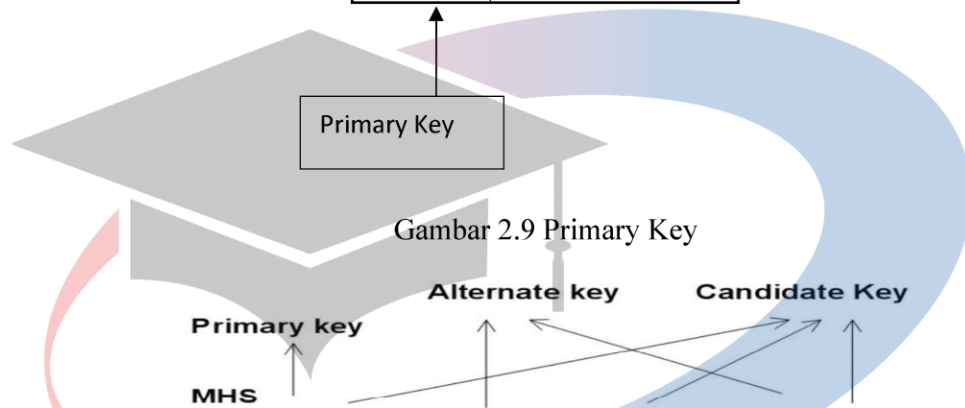 Primary Key
Gambar 2.9 Primary Key
Alternate key
Candidate Key
Primary key
MHS